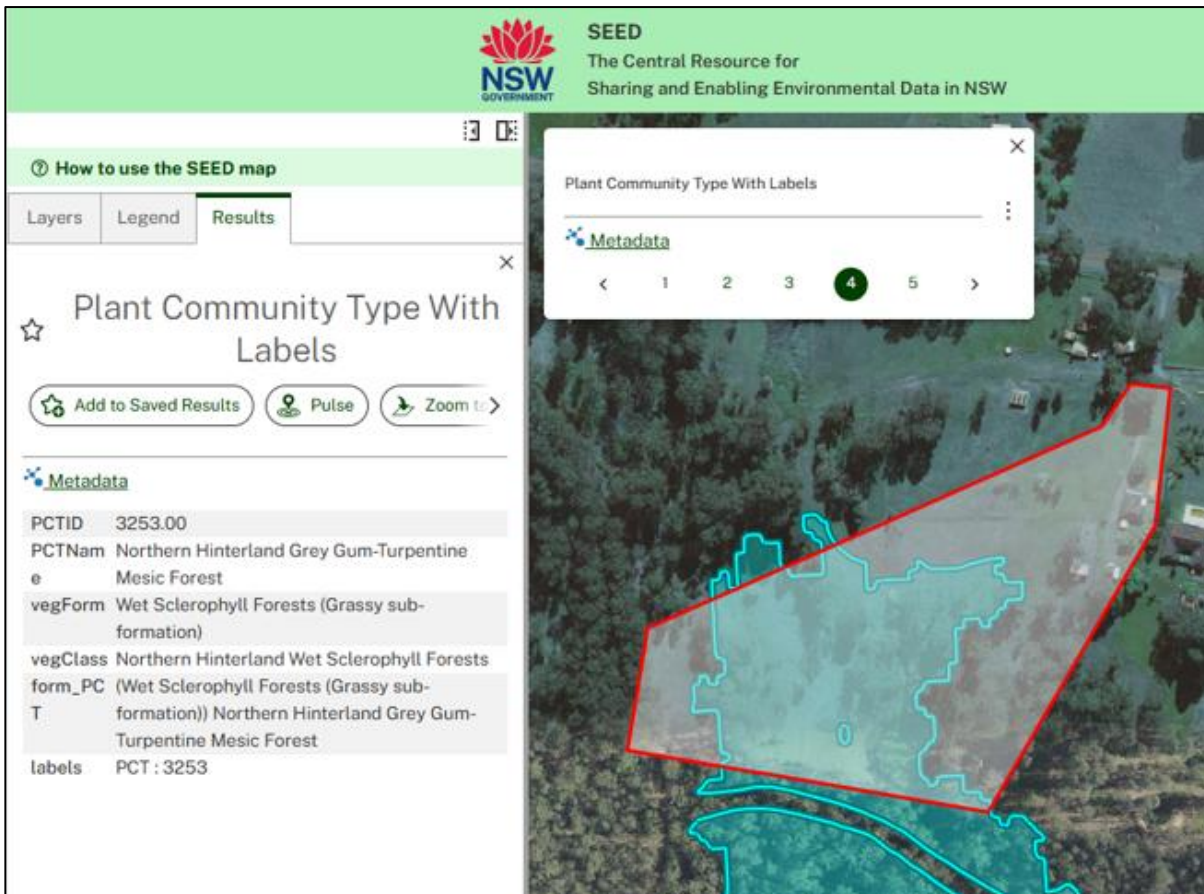 NSW
GOVERNMENT
SEED
The Central Resource for
Sharing and Enabling Environmental Data in NSW
How to use the SEED map
Layers
Legend
Results
Plant Community Type With
Labels
Add to Saved Results
Pulse
Zoom to
Metadata
PCTID 3253.00
PCTNam Northern Hinterland Grey Gum-Turpentine
e Mesic Forest
vegForm Wet Sclerophyll Forests (Grassy sub-
formation)
vegClass Northern Hinterland Wet Sclerophyll Forests
form_PC (Wet Sclerophyll Forests (Grassy sub-
T formation)) Northern Hinterland Grey Gum-
Turpentine Mesic Forest
labels PCT : 3253
Plant Community Type With Labels
Metadata
1 2 3 4 5
0